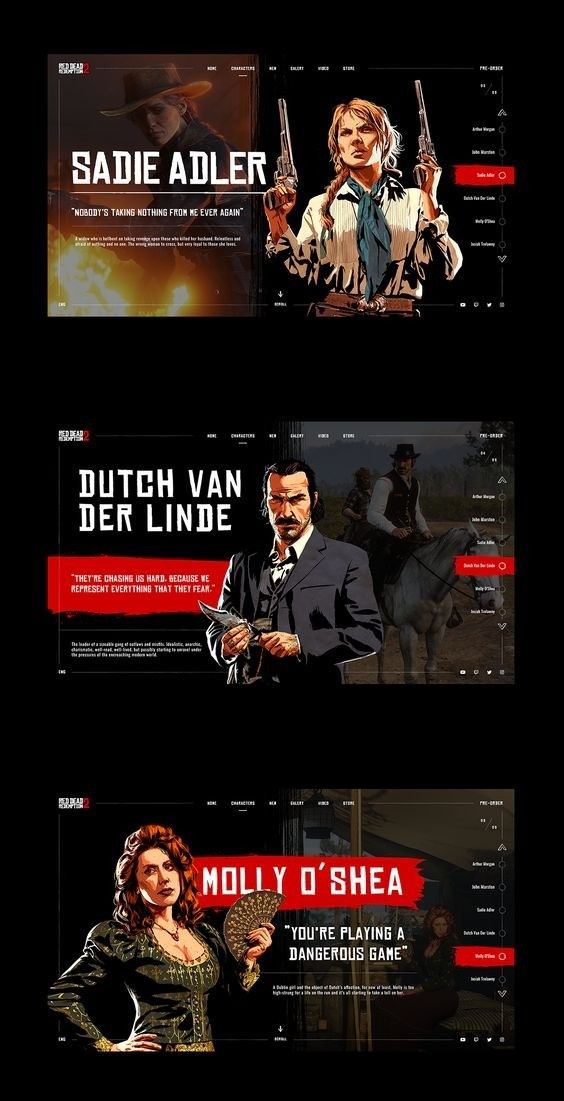 RED DEAD
REDEMPTION 2
HOME CHARACTERS MEN GALERY VIDEO STORE
PRE-ORDER
Arthur Morgan
John Marston
SADIE ADLER
Sadie Adler
Dutch Van Der Linde
"NOBODY'S TAKING NOTHING FROM ME EVER AGAIN"
Molly O'Shea
A widow who is hellbent on taking revenge upon those who killed her husband. Relentless and
afraid of nothing and no one. The wrong woman to cross, but very loyal to those she loves.
Josiah Trelawny
ENG
SCROLL
RED DEAD
REDEMPTION 2
HOME CHARACTERS MEN GALERY VIDEO STORE
PRE-ORDER
DUTCH VAN
DER LINDE
Arthur Morgan
John Marston
Sadie Adler
Dutch Van Der Linde
"THEY'RE CHASING US HARD. BECAUSE WE
REPRESENT EVERYTHING THAT THEY FEAR."
Molly O'Shea
Josiah Trelawny
The leader of a sizeable gang of outlaws and misfits. Idealistic, anarchic,
charismatic, well-read, well-lived, but possibly starting to unravel under
the pressures of the encroaching modern world.
ENG
RED DEAD
REDEMPTION 2
HOME CHARACTERS MEN GALERY VIDEO STORE
PRE-ORDER
Arthur Morgan
John Marston
MOLLY O'SHEA
Sadie Adler
Dutch Van Der Linde
"YOU'RE PLAYING A
DANGEROUS GAME"
Molly O'Shea
Josiah Trelawny
A Dublin girl and the object of Dutch's affection, for now at least, Molly is too
high-strung for a life on the run and it's all starting to take a toll on her.
ENG
SCROLL